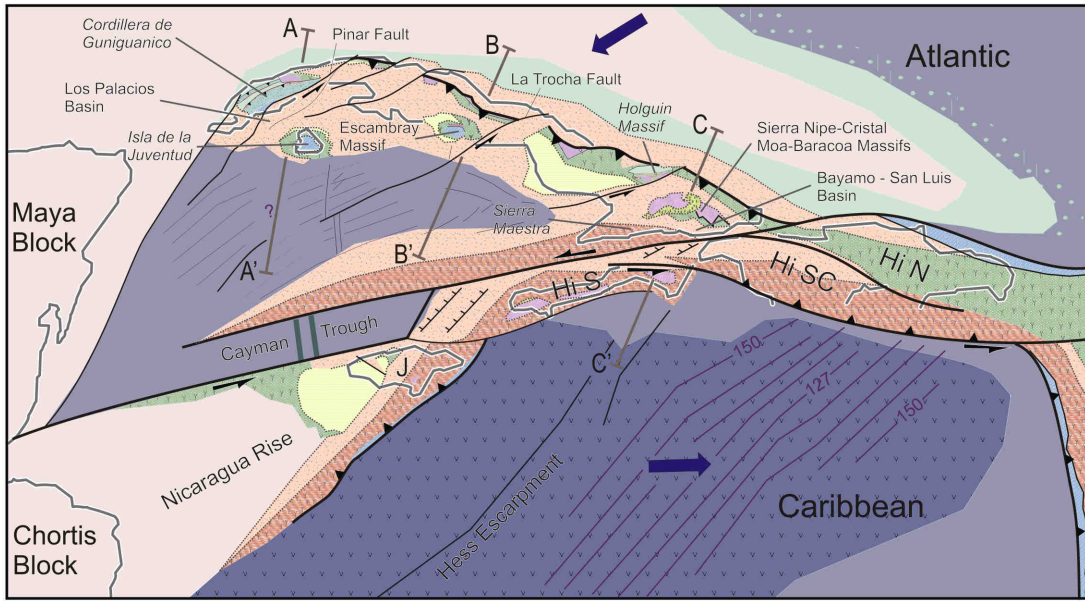 Cordillera de
Guniguanico
A
Pinar Fault
B
Atlantic
Los Palacios
Basin
La Trocha Fault
Holguin
Massif
C
Isla de la
Juventud
Escambray
Massif
Sierra Nipe-Cristal
Moa-Baracoa Massifs
Bayamo - San Luis
Basin
Maya
Block
?
Sierra
Maestra
A'
B'
Hi S
Hi SC
Hi N
Cayman Trough
J
C'
150
127
150
Nicaragua Rise
Hess Escarpment
Caribbean
Chortis
Block